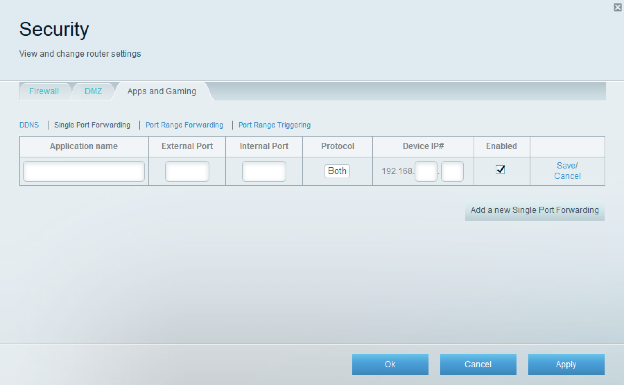 Security
View and change router settings
Firewall DMZ Apps and Gaming
DDNS | Single Port Forwarding | Port Range Forwarding | Port Range Triggering
Application name External Port Internal Port Protocol Device IP# Enabled
Both 192.168. . Save/
Cancel
Add a new Single Port Forwarding
Ok Cancel Apply